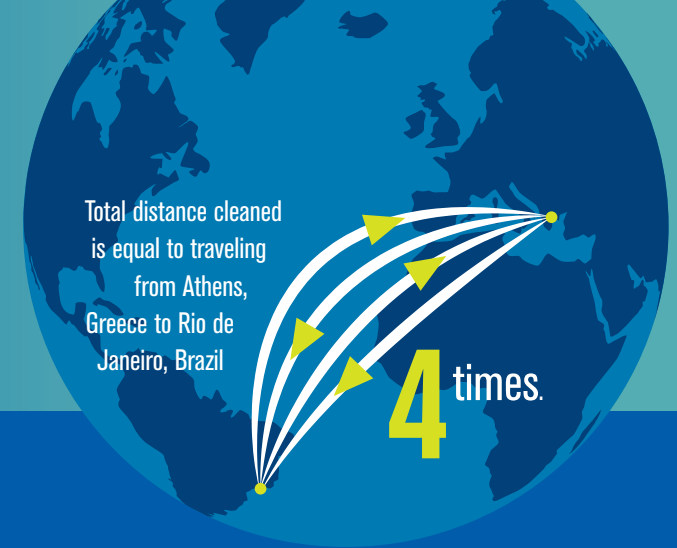 Total distance cleaned
is equal to traveling
from Athens,
Greece to Rio de
Janeiro, Brazil
4 times.